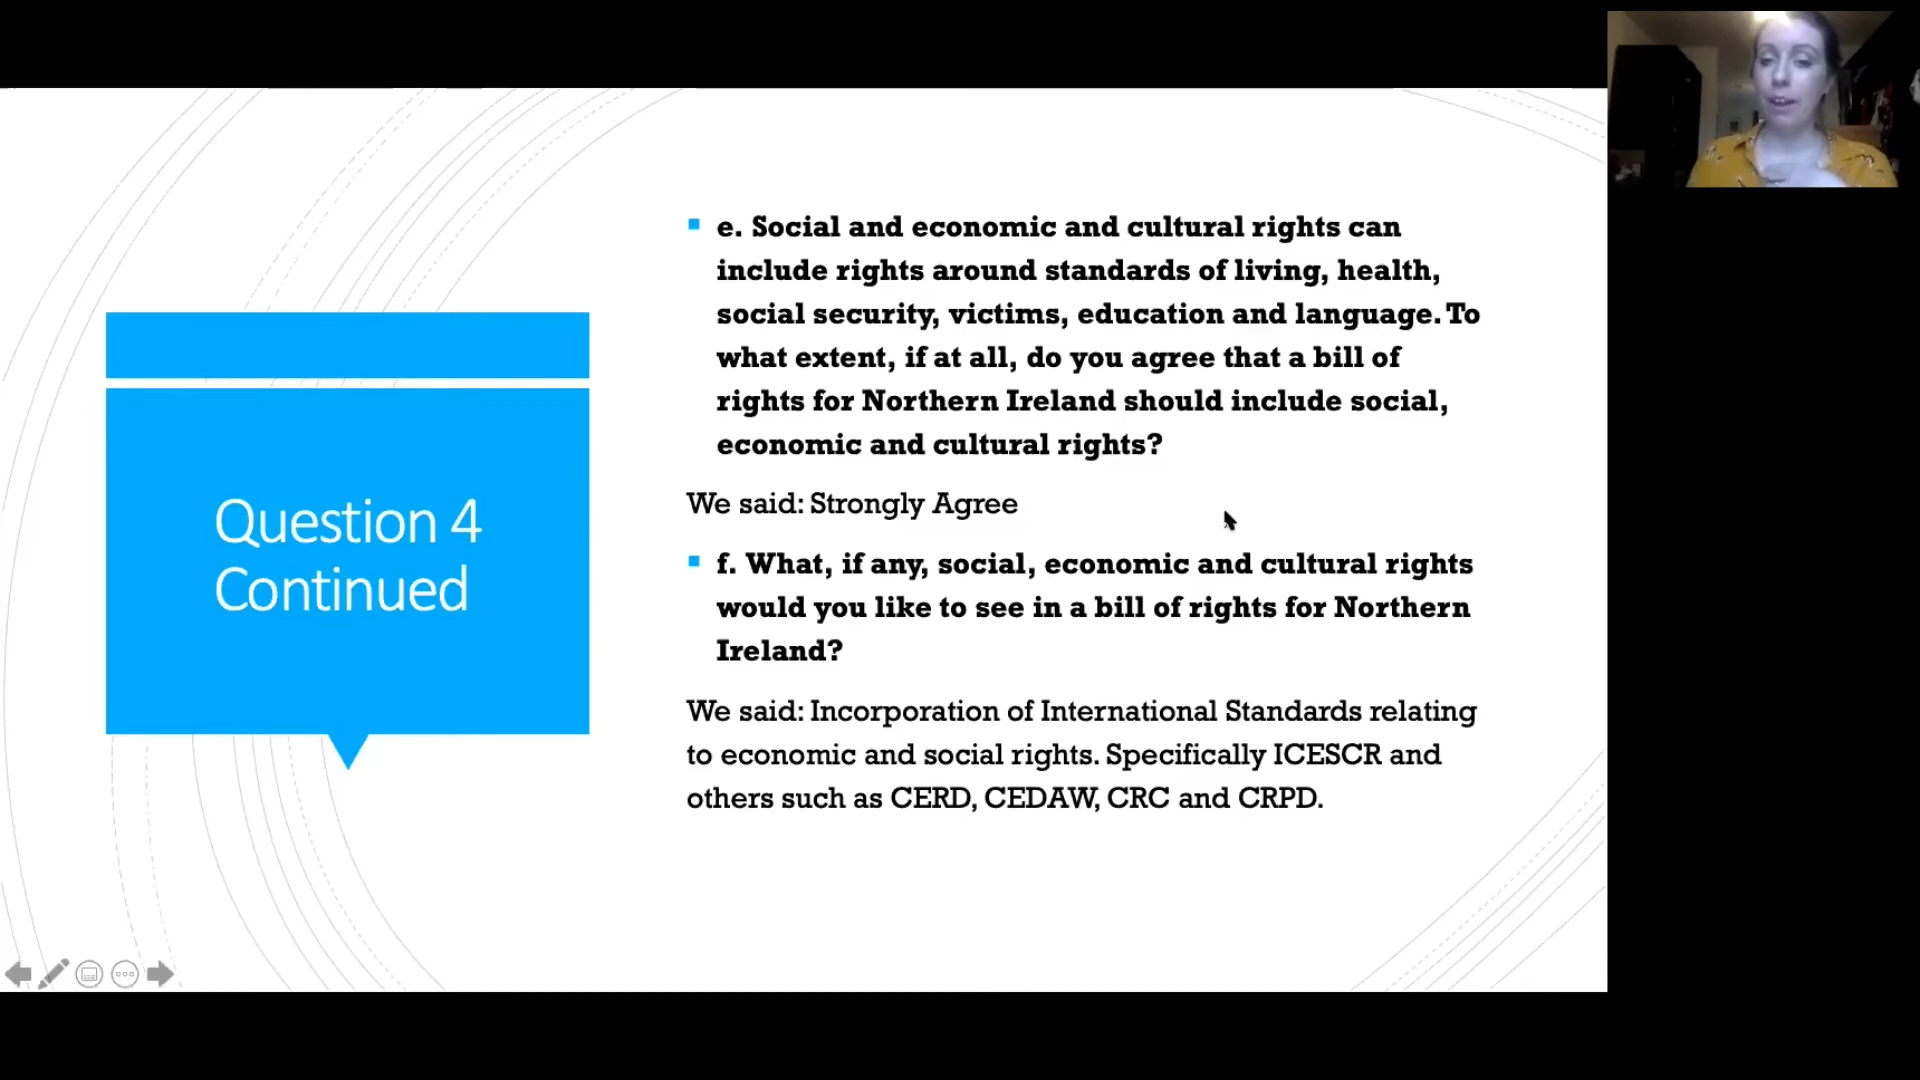 Question 4
Continued
e. Social and economic and cultural rights can
include rights around standards of living, health,
social security, victims, education and language. To
what extent, if at all, do you agree that a bill of
rights for Northern Ireland should include social,
economic and cultural rights?
We said: Strongly Agree
f. What, if any, social, economic and cultural rights
would you like to see in a bill of rights for Northern
Ireland?
We said: Incorporation of International Standards relating
to economic and social rights. Specifically ICESCR and
others such as CERD, CEDAW, CRC and CRPD.